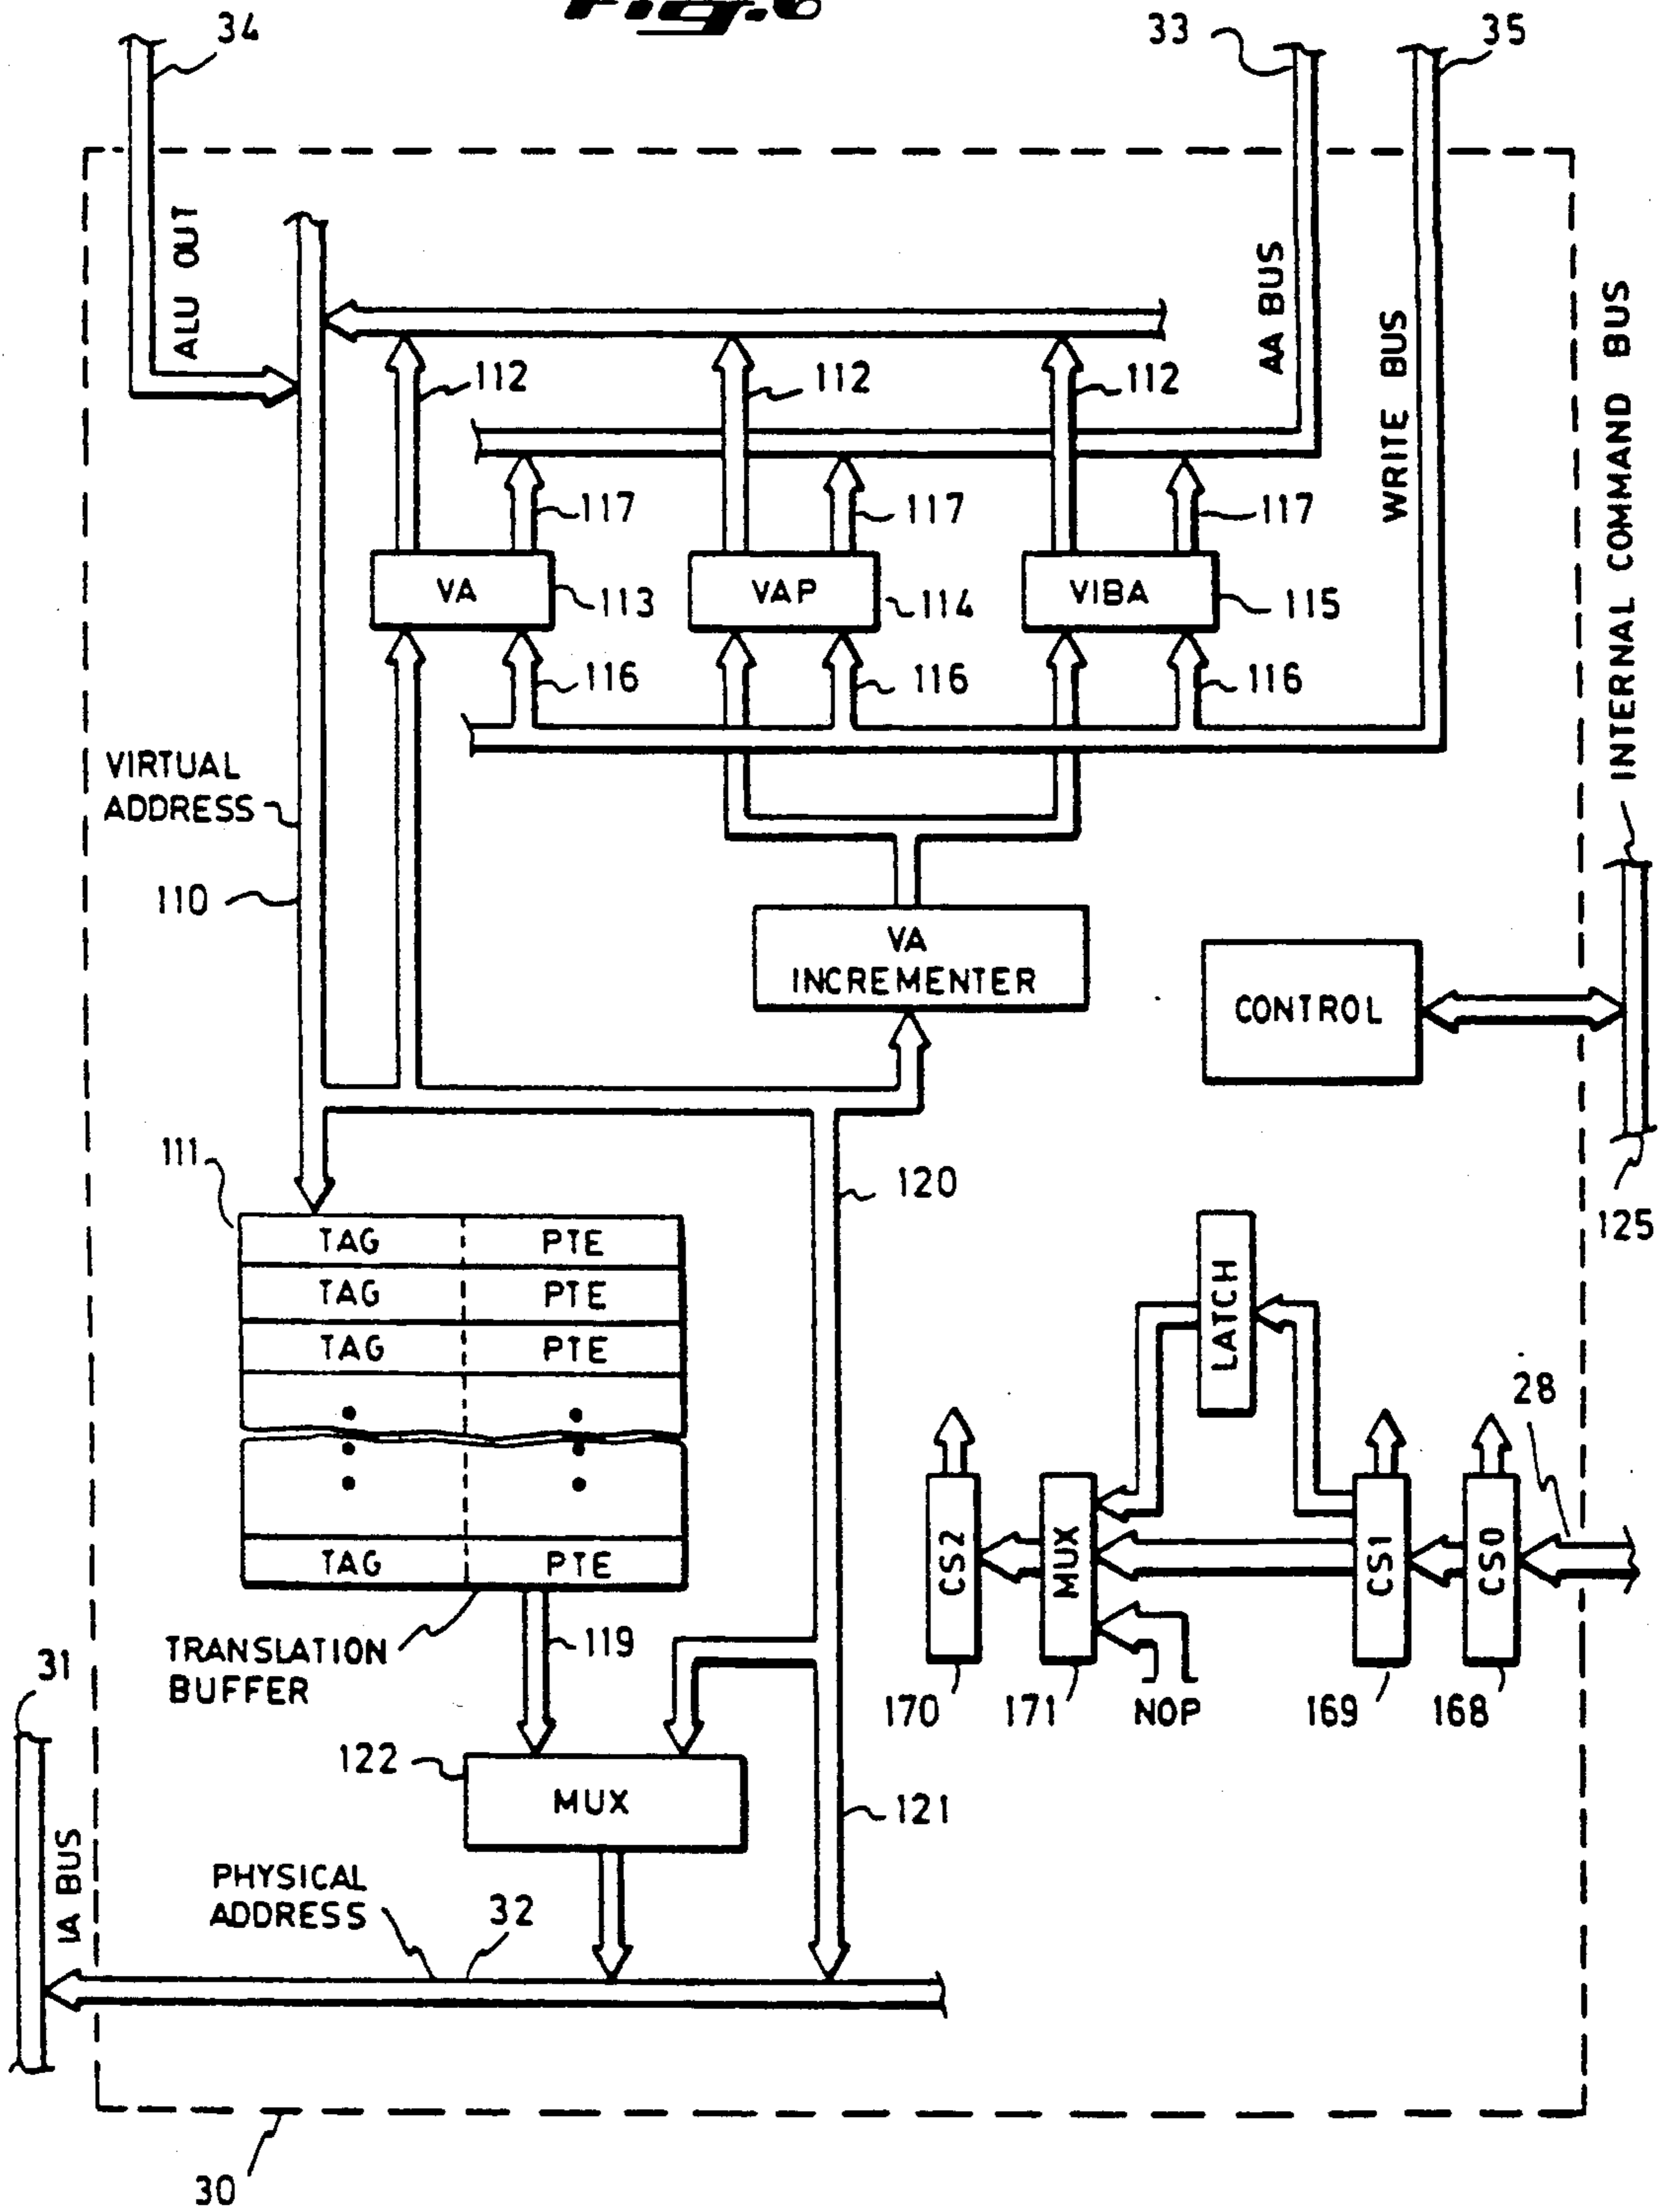 Fig.6
34
33
35
ALU OUT
AA BUS
WRITE BUS
INTERNAL COMMAND BUS
112
112
112
117
117
117
VA
113
VAP
114
VIBA
115
116
116
116
VIRTUAL
ADDRESS
110
VA
INCREMENTER
CONTROL
111
120
125
TAG PTE
TAG PTE
TAG PTE
TAG PTE
LATCH
28
CS2
MUX
CS1
CS0
TRANSLATION
BUFFER
119
170
171
NOP
169
168
31
122
MUX
121
IA BUS
PHYSICAL
ADDRESS
32
30